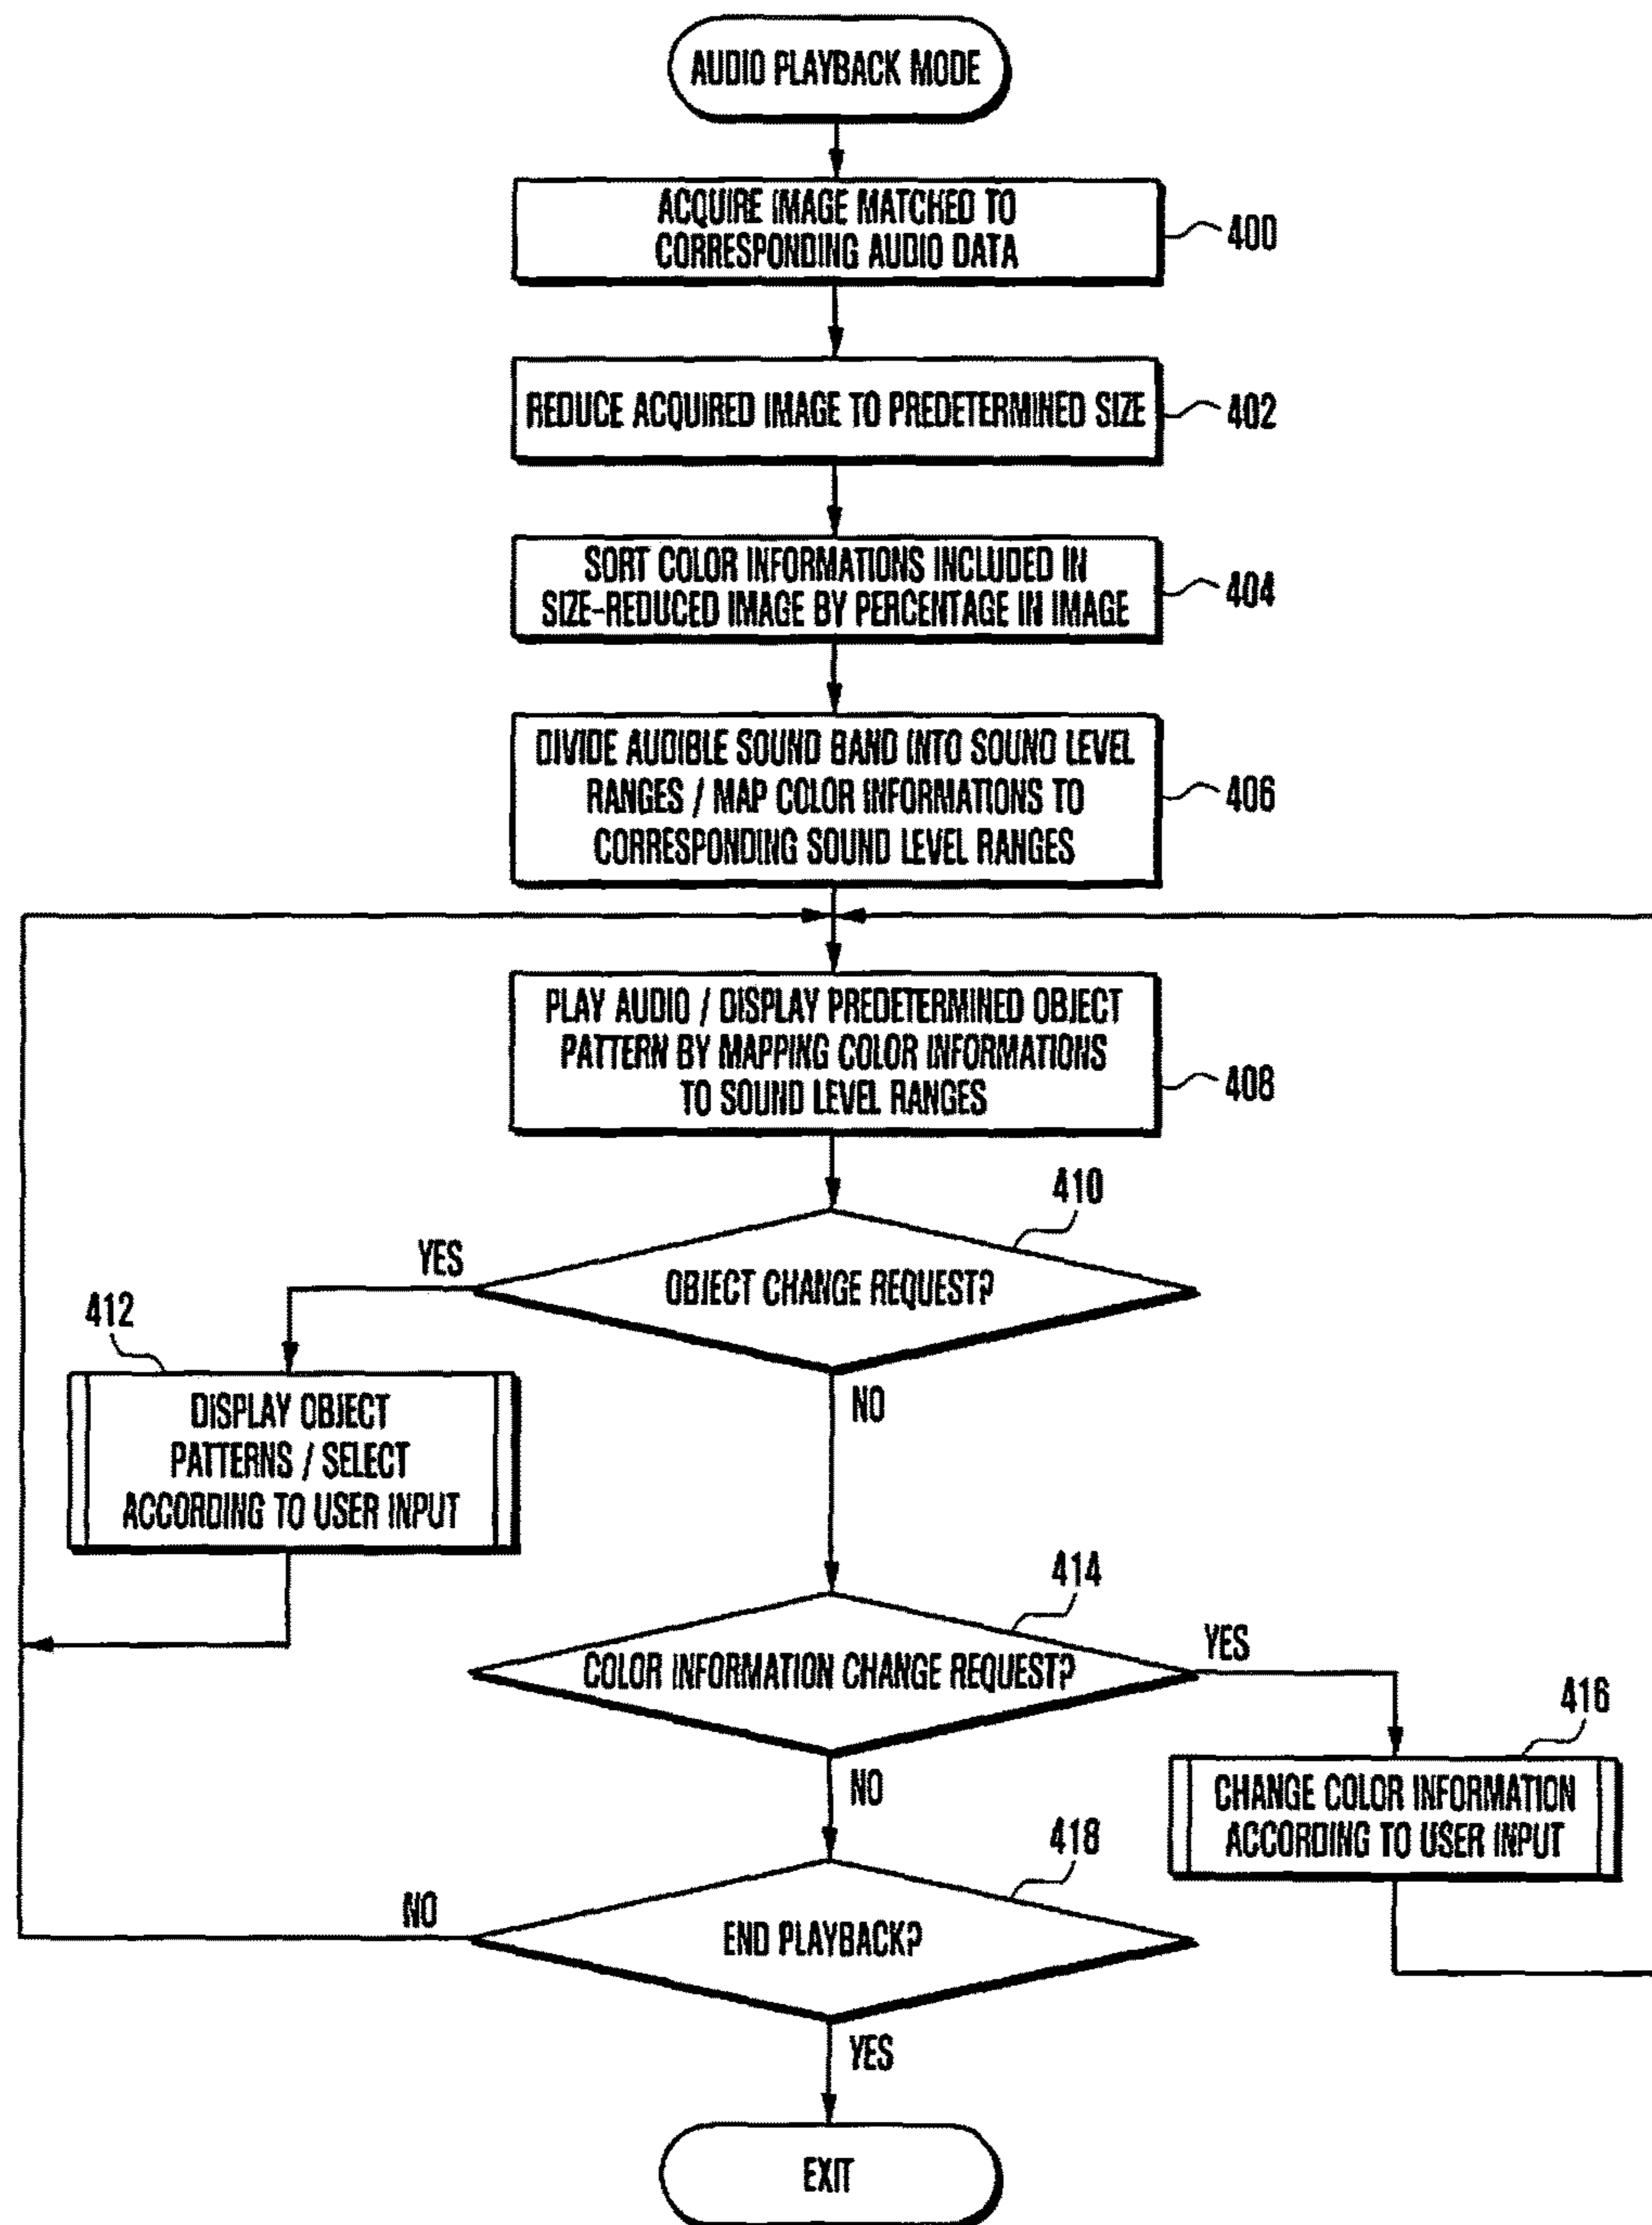 AUDIO PLAYBACK MODE
ACQUIRE IMAGE MATCHED TO
CORRESPONDING AUDIO DATA
400
REDUCE ACQUIRED IMAGE TO PREDETERMINED SIZE
402
SORT COLOR INFORMATIONS INCLUDED IN
SIZE-REDUCED IMAGE BY PERCENTAGE IN IMAGE
404
DIVIDE AUDIBLE SOUND BAND INTO SOUND LEVEL
RANGES / MAP COLOR INFORMATIONS TO
CORRESPONDING SOUND LEVEL RANGES
406
PLAY AUDIO / DISPLAY PREDETERMINED OBJECT
PATTERN BY MAPPING COLOR INFORMATIONS
TO SOUND LEVEL RANGES
408
410
YES
OBJECT CHANGE REQUEST?
NO
412
DISPLAY OBJECT
PATTERNS / SELECT
ACCORDING TO USER INPUT
414
COLOR INFORMATION CHANGE REQUEST?
YES
NO
416
CHANGE COLOR INFORMATION
ACCORDING TO USER INPUT
418
NO
END PLAYBACK?
YES
EXIT